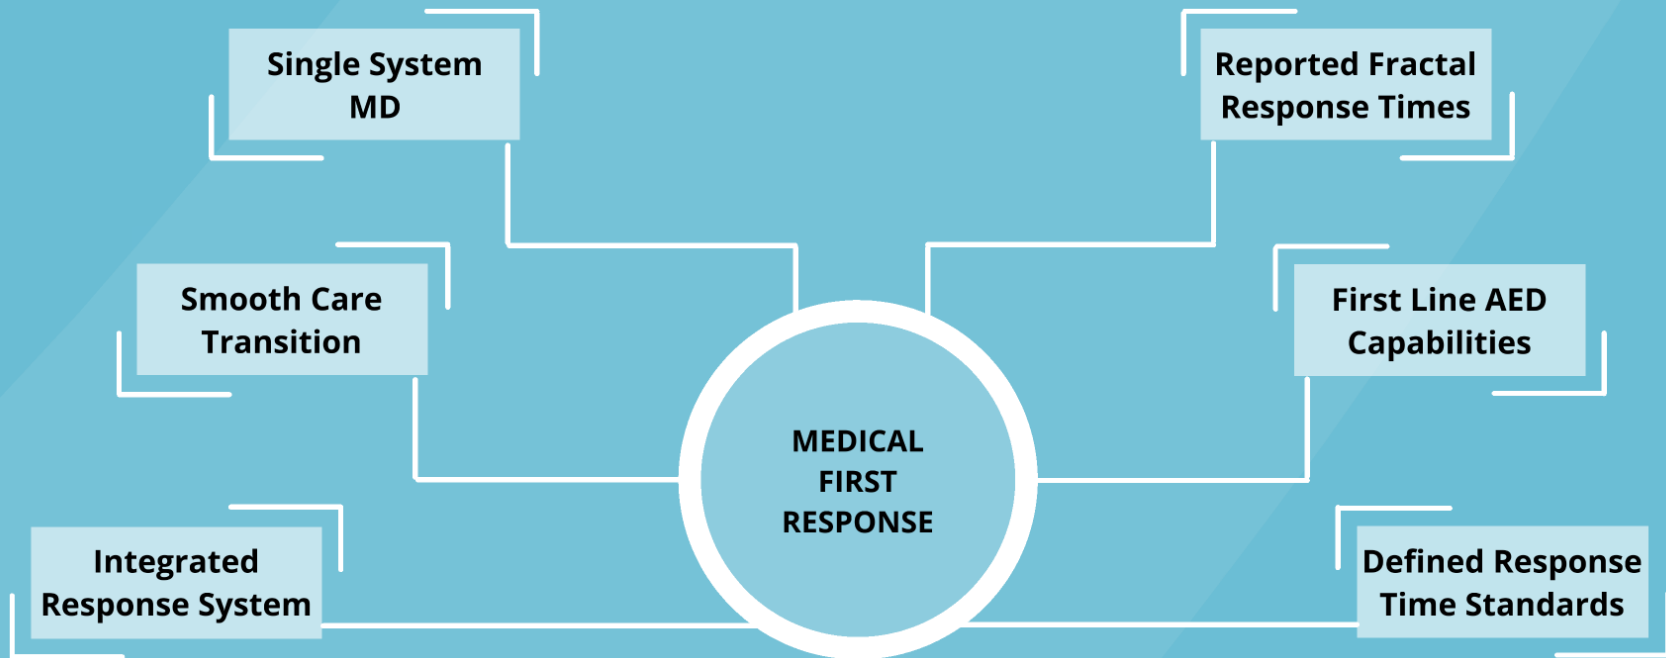 Single System
MD
Reported Fractal
Response Times
Smooth Care
Transition
First Line AED
Capabilities
MEDICAL
FIRST
RESPONSE
Integrated
Response System
Defined Response
Time Standards